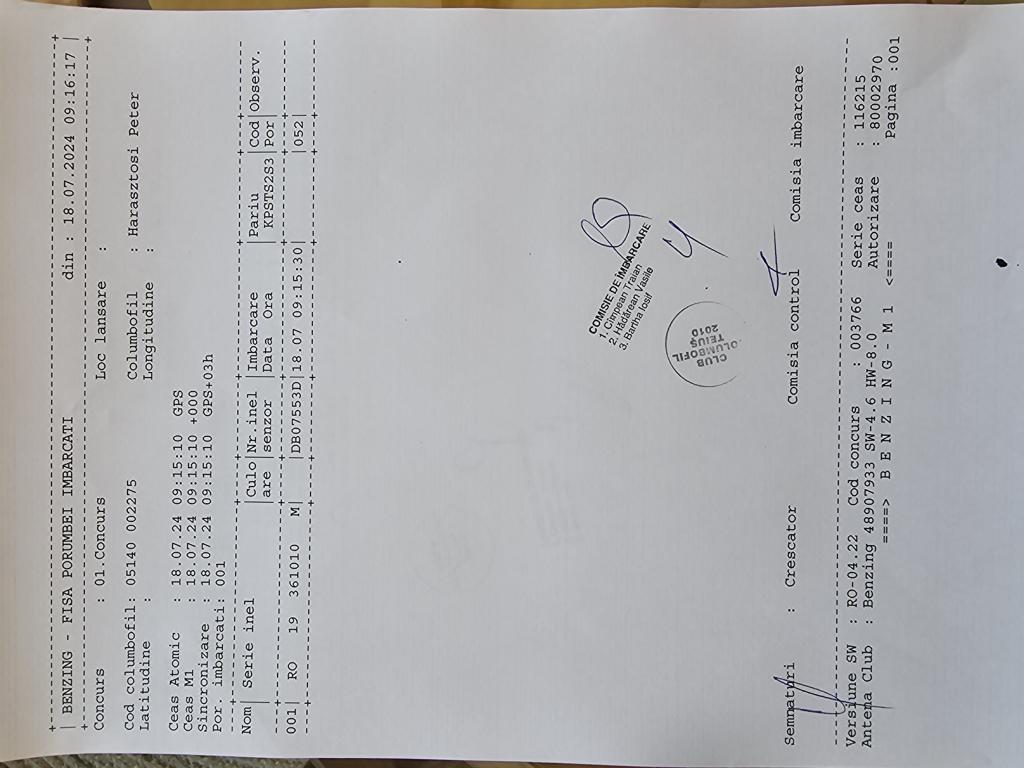 +-----------------------------------------------------------------------------+
| BENZING - FISA PORUMBEI IMBARCATI din : 18.07.2024 09:16:17 |
+-----------------------------------------------------------------------------+
Concurs : 01.Concurs Loc lansare :
Cod columbofil: 05140 002275 Columbofil : Harasztosi Peter
Latitudine : Longitudine :
Ceas Atomic : 18.07.24 09:15:10 GPS
Ceas M1 : 18.07.24 09:15:10 +000
Sincronizare : 18.07.24 09:15:10 GPS+03h
Por. imbarcati: 001
Nom| Serie inel |Culo|Nr.inel |Imbarcare |Pariu |Cod|Observ.
| |are |senzor |Data Ora | KPSTS2S3|Por|
001| RO 19 361010 M| |DB07553D|18.07 09:15:30| |052|
COMISIE DE ÎMBARCARE
1. Cîmpean Traian
2. Hădărean Vasile
3. Bartha Iosif
CLUB
COLUMBOFIL
TEIUŞ
2010
Semnaturi : Crescator Comisia control Comisia imbarcare
Versiune SW : RO-04.22 Cod concurs : 003766 Serie ceas : 116215
Antena Club : Benzing 48907933 SW-4.6 HW-8.0 Autorizare : 80002970
====> B E N Z I N G - M 1 <==== Pagina :001